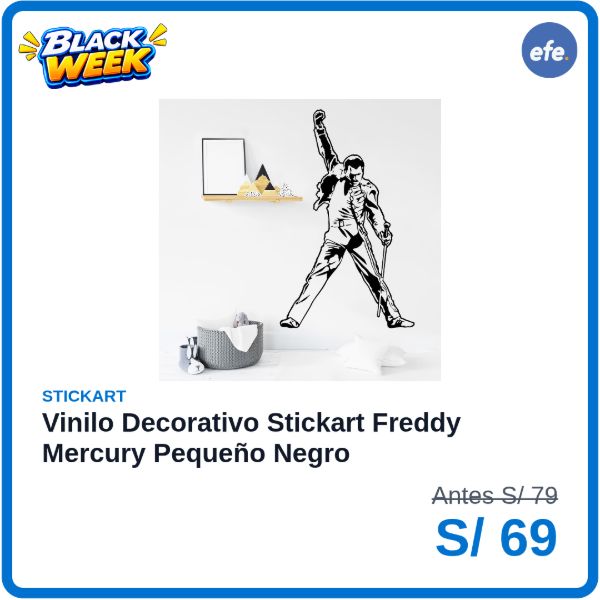 BLACK
WEEK
efe.
STICKART
Vinilo Decorativo Stickart Freddy
Mercury Pequeño Negro
Antes S/ 79
S/ 69